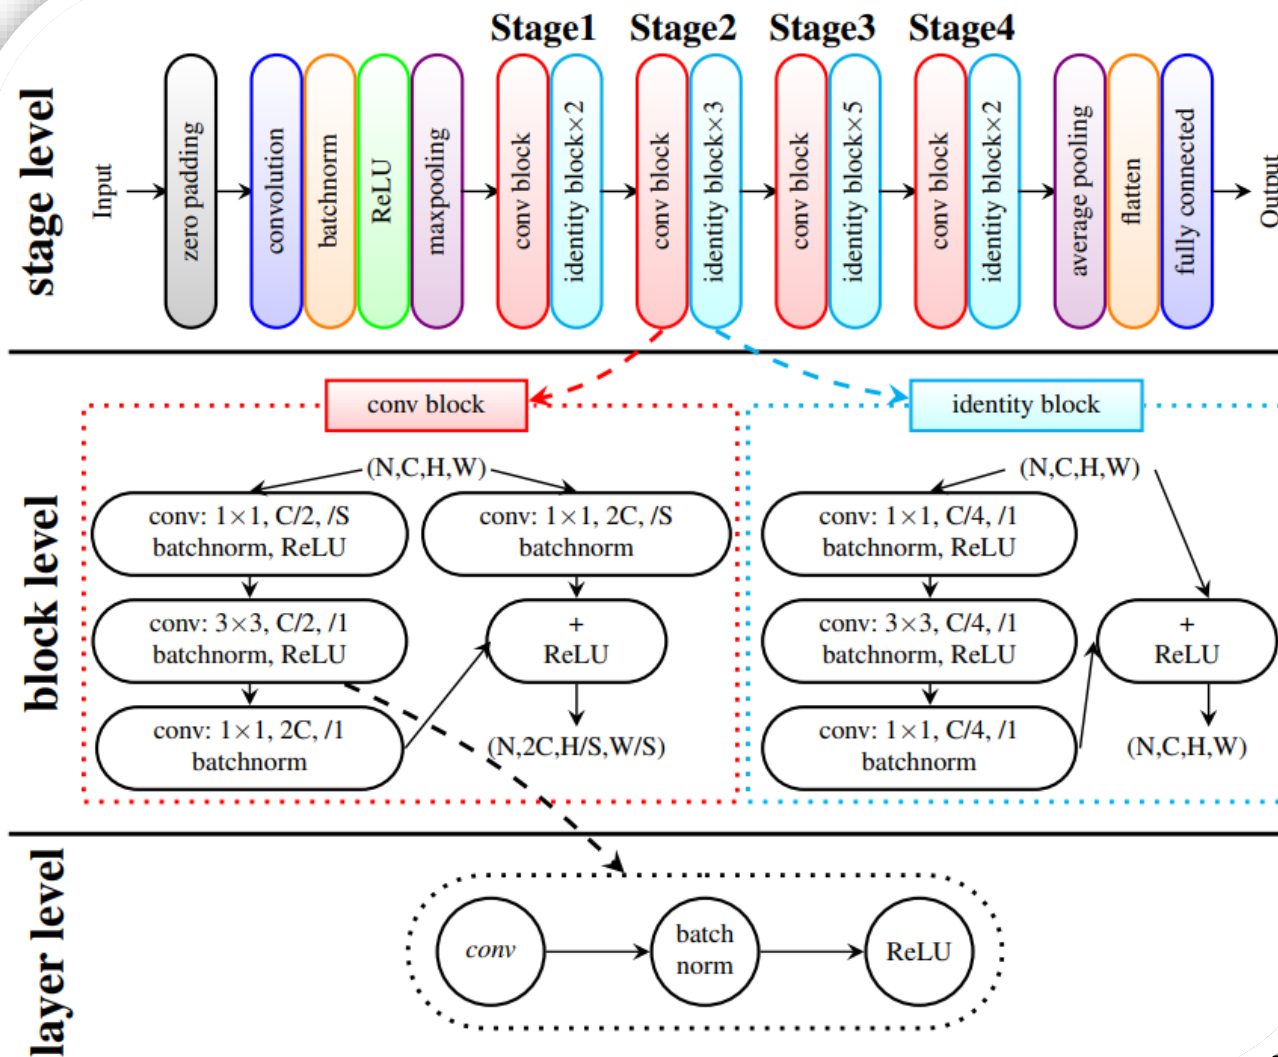 Stage1 Stage2 Stage3 Stage4
stage level
Input
zero padding
convolution
batchnorm
ReLU
maxpooling
conv block
identity block×2
conv block
identity block×3
conv block
identity block×5
conv block
identity block×2
average pooling
flatten
fully connected
Output
block level
conv block
(N,C,H,W)
conv: 1×1, C/2, /S
batchnorm, ReLU
conv: 1×1, 2C, /S
batchnorm
conv: 3×3, C/2, /1
batchnorm, ReLU
+
ReLU
conv: 1×1, 2C, /1
batchnorm
(N,2C,H/S,W/S)
identity block
(N,C,H,W)
conv: 1×1, C/4, /1
batchnorm, ReLU
conv: 3×3, C/4, /1
batchnorm, ReLU
+
ReLU
conv: 1×1, C/4, /1
batchnorm
(N,C,H,W)
layer level
conv
batch
norm
ReLU